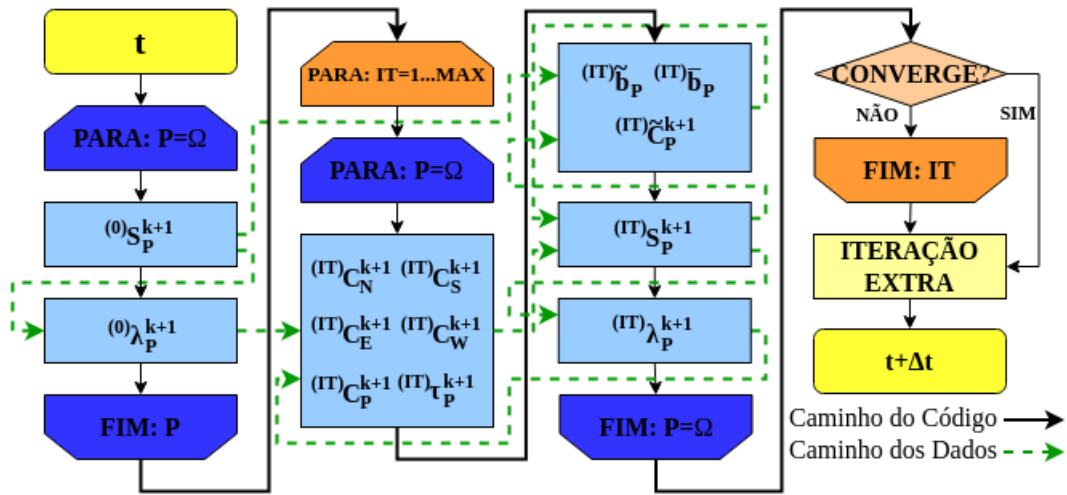 t
PARA: P=Ω
⁽⁰⁾S_P^{k+1}
⁽⁰⁾λ_P^{k+1}
FIM: P
PARA: IT=1...MAX
PARA: P=Ω
⁽ᴵᵀ⁾C_N^{k+1} ⁽ᴵᵀ⁾C_S^{k+1}
⁽ᴵᵀ⁾C_E^{k+1} ⁽ᴵᵀ⁾C_W^{k+1}
⁽ᴵᵀ⁾C_P^{k+1} ⁽ᴵᵀ⁾τ_P^{k+1}
⁽ᴵᵀ⁾b̃_P ⁽ᴵᵀ⁾b̄_P
⁽ᴵᵀ⁾C̃_P^{k+1}
⁽ᴵᵀ⁾S_P^{k+1}
⁽ᴵᵀ⁾λ_P^{k+1}
FIM: P=Ω
CONVERGE?
NÃO
SIM
FIM: IT
ITERAÇÃO
EXTRA
t+Δt
Caminho do Código
Caminho dos Dados